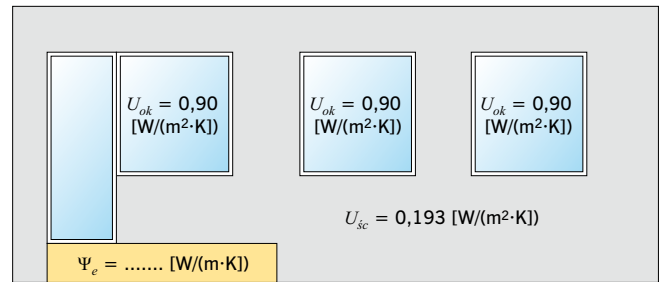 U_ok = 0,90
[W/(m²·K])
U_ok = 0,90
[W/(m²·K])
U_ok = 0,90
[W/(m²·K])
U_śc = 0,193 [W/(m²·K])
Ψ_e = ....... [W/(m·K])